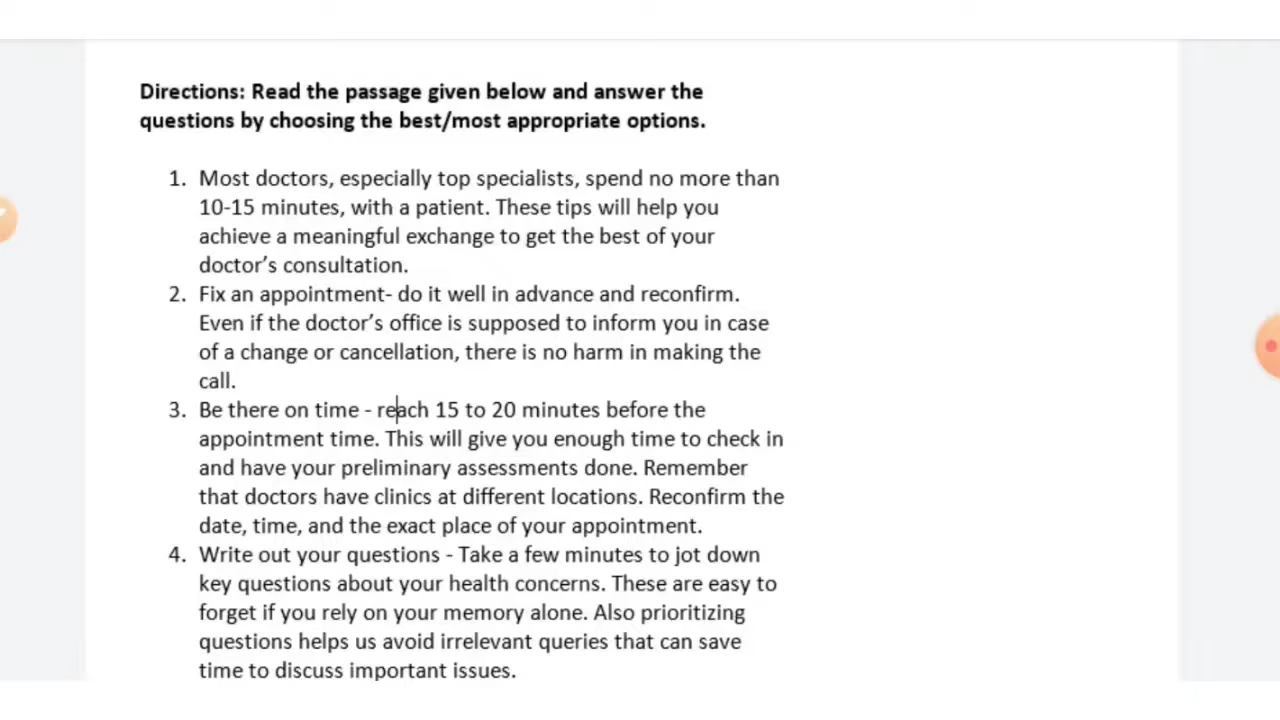 Directions: Read the passage given below and answer the
questions by choosing the best/most appropriate options.
1. Most doctors, especially top specialists, spend no more than
10-15 minutes, with a patient. These tips will help you
achieve a meaningful exchange to get the best of your
doctor’s consultation.
2. Fix an appointment- do it well in advance and reconfirm.
Even if the doctor’s office is supposed to inform you in case
of a change or cancellation, there is no harm in making the
call.
3. Be there on time - reach 15 to 20 minutes before the
appointment time. This will give you enough time to check in
and have your preliminary assessments done. Remember
that doctors have clinics at different locations. Reconfirm the
date, time, and the exact place of your appointment.
4. Write out your questions - Take a few minutes to jot down
key questions about your health concerns. These are easy to
forget if you rely on your memory alone. Also prioritizing
questions helps us avoid irrelevant queries that can save
time to discuss important issues.